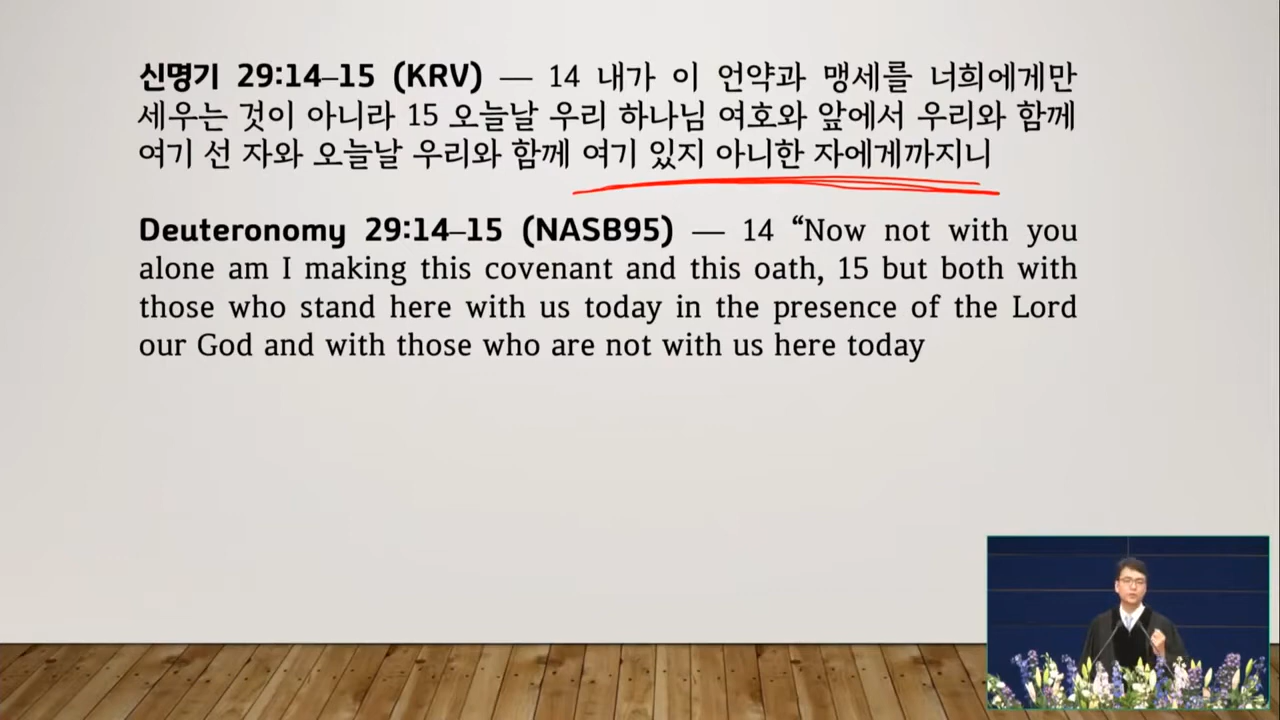 신명기 29:14–15 (KRV) — 14 내가 이 언약과 맹세를 너희에게만
세우는 것이 아니라 15 오늘날 우리 하나님 여호와 앞에서 우리와 함께
여기 선 자와 오늘날 우리와 함께 여기 있지 아니한 자에게까지니
Deuteronomy 29:14–15 (NASB95) — 14 “Now not with you
alone am I making this covenant and this oath, 15 but both with
those who stand here with us today in the presence of the Lord
our God and with those who are not with us here today